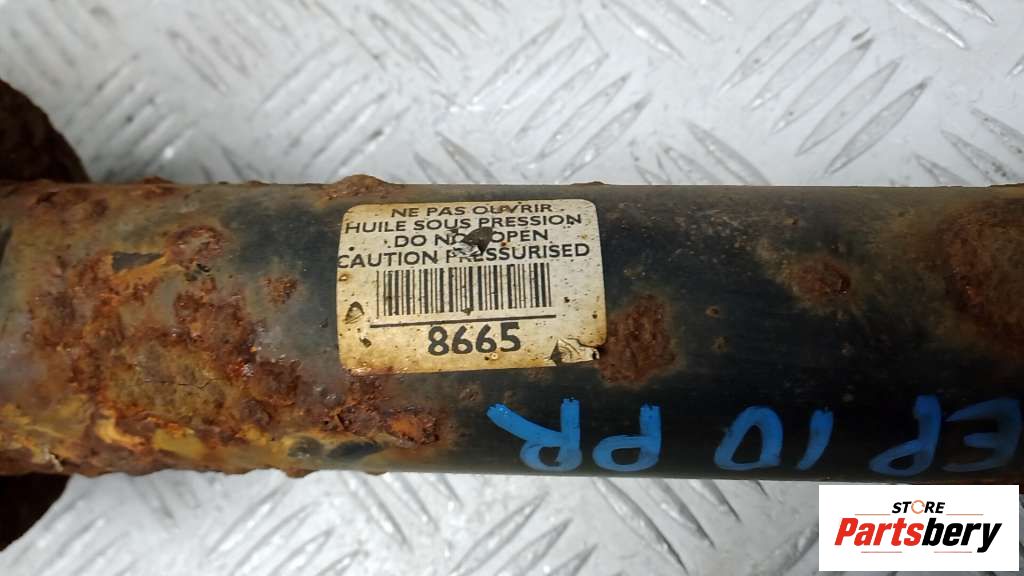 NE PAS OUVRIR
HUILE SOUS PRESSION
DO NOT OPEN
CAUTION PRESSURISED
8665
EP 10 PR
STORE
Partsbery